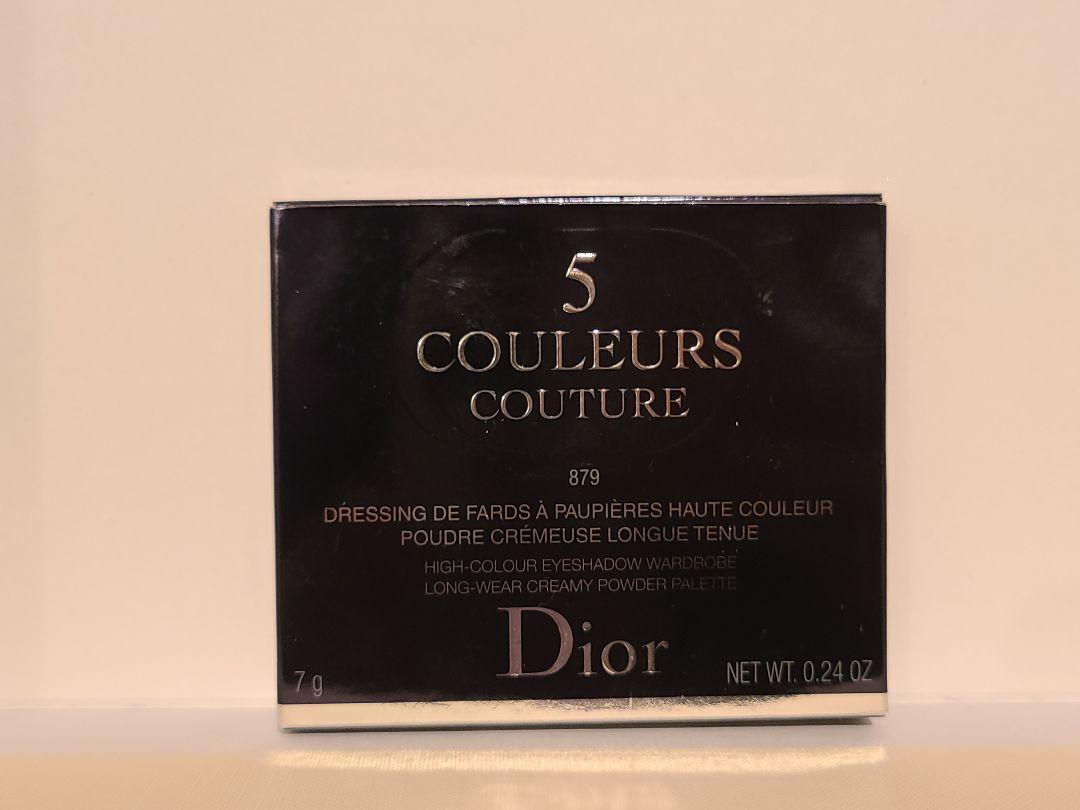 5
COULEURS
COUTURE
879
DRESSING DE FARDS À PAUPIÈRES HAUTE COULEUR
POUDRE CRÉMEUSE LONGUE TENUE
HIGH-COLOUR EYESHADOW WARDROBE
LONG-WEAR CREAMY POWDER PALETTE
Dior
7 g
NET WT. 0.24 OZ